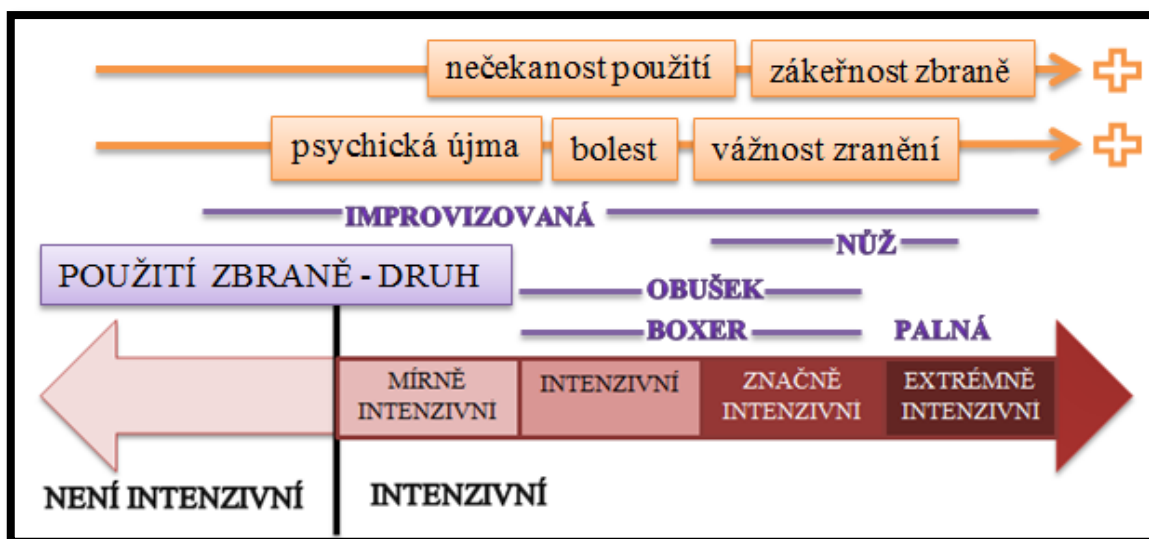 nečekanost použití
zákeřnost zbraně
psychická újma
bolest
vážnost zranění
IMPROVIZOVANÁ
NŮŽ
POUŽITÍ ZBRANĚ - DRUH
OBUŠEK
BOXER
PALNÁ
MÍRNĚ
INTENZIVNÍ
INTENZIVNÍ
ZNAČNĚ
INTENZIVNÍ
EXTRÉMNĚ
INTENZIVNÍ
NENÍ INTENZIVNÍ
INTENZIVNÍ